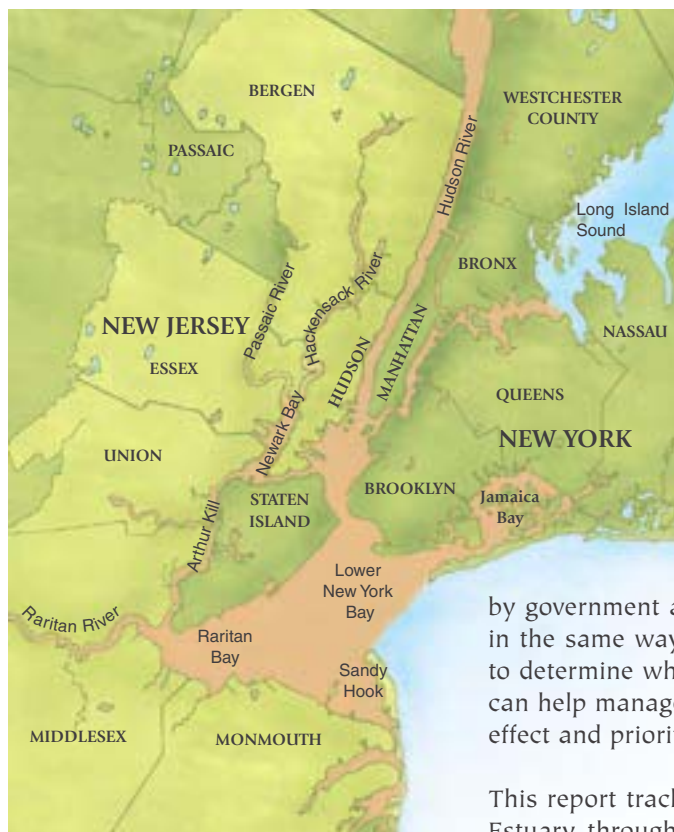 BERGEN
WESTCHESTER
COUNTY
PASSAIC
Hudson River
Long Island
Sound
BRONX
Passaic River
Hackensack River
NEW JERSEY
NASSAU
ESSEX
HUDSON
MANHATTAN
QUEENS
NEW YORK
Newark Bay
UNION
STATEN
ISLAND
BROOKLYN
Jamaica
Bay
Arthur Kill
Lower
New York
Bay
Raritan River
Raritan
Bay
Sandy
Hook
MIDDLESEX
MONMOUTH
by government a
in the same way
to determine wh
can help manag
effect and priori
This report track
Estuary through